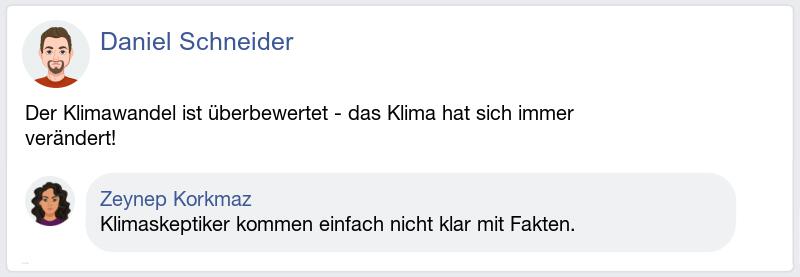 Daniel Schneider
Der Klimawandel ist überbewertet - das Klima hat sich immer
verändert!
Zeynep Korkmaz
Klimaskeptiker kommen einfach nicht klar mit Fakten.